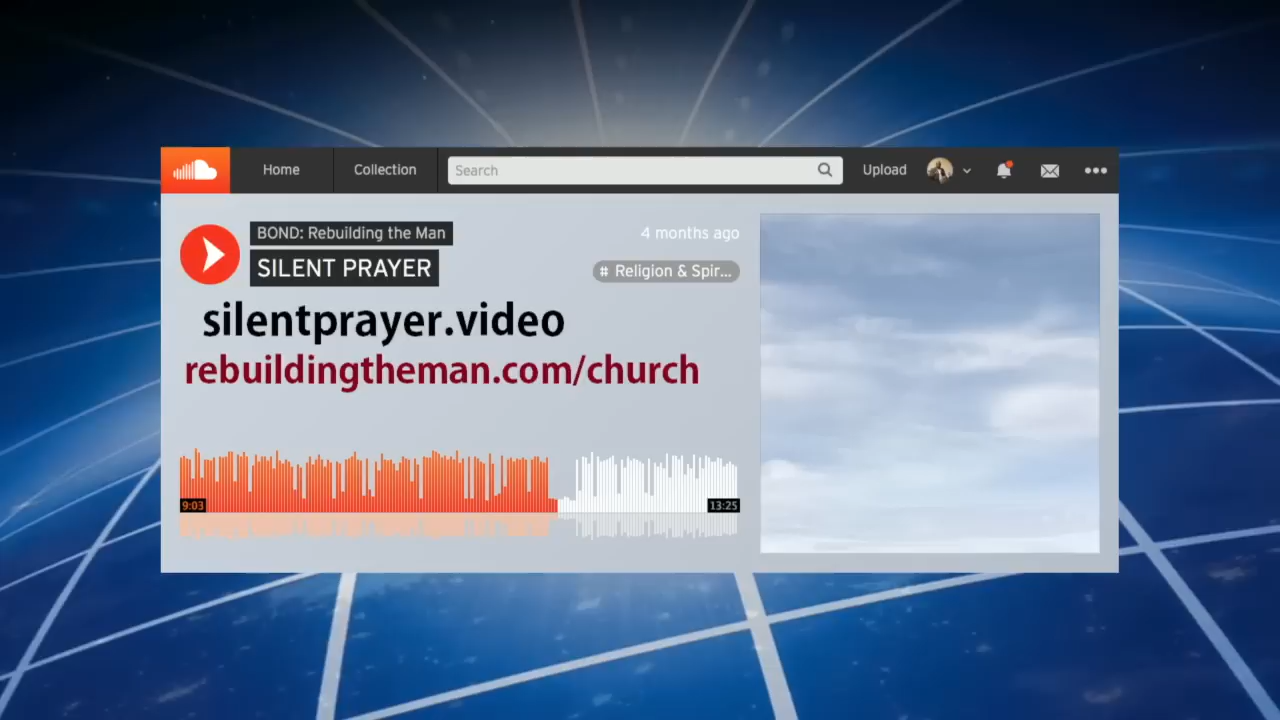 Home
Collection
Search
Upload
BOND: Rebuilding the Man
4 months ago
SILENT PRAYER
# Religion & Spir...
silentprayer.video
rebuildingtheman.com/church
9:03
13:25